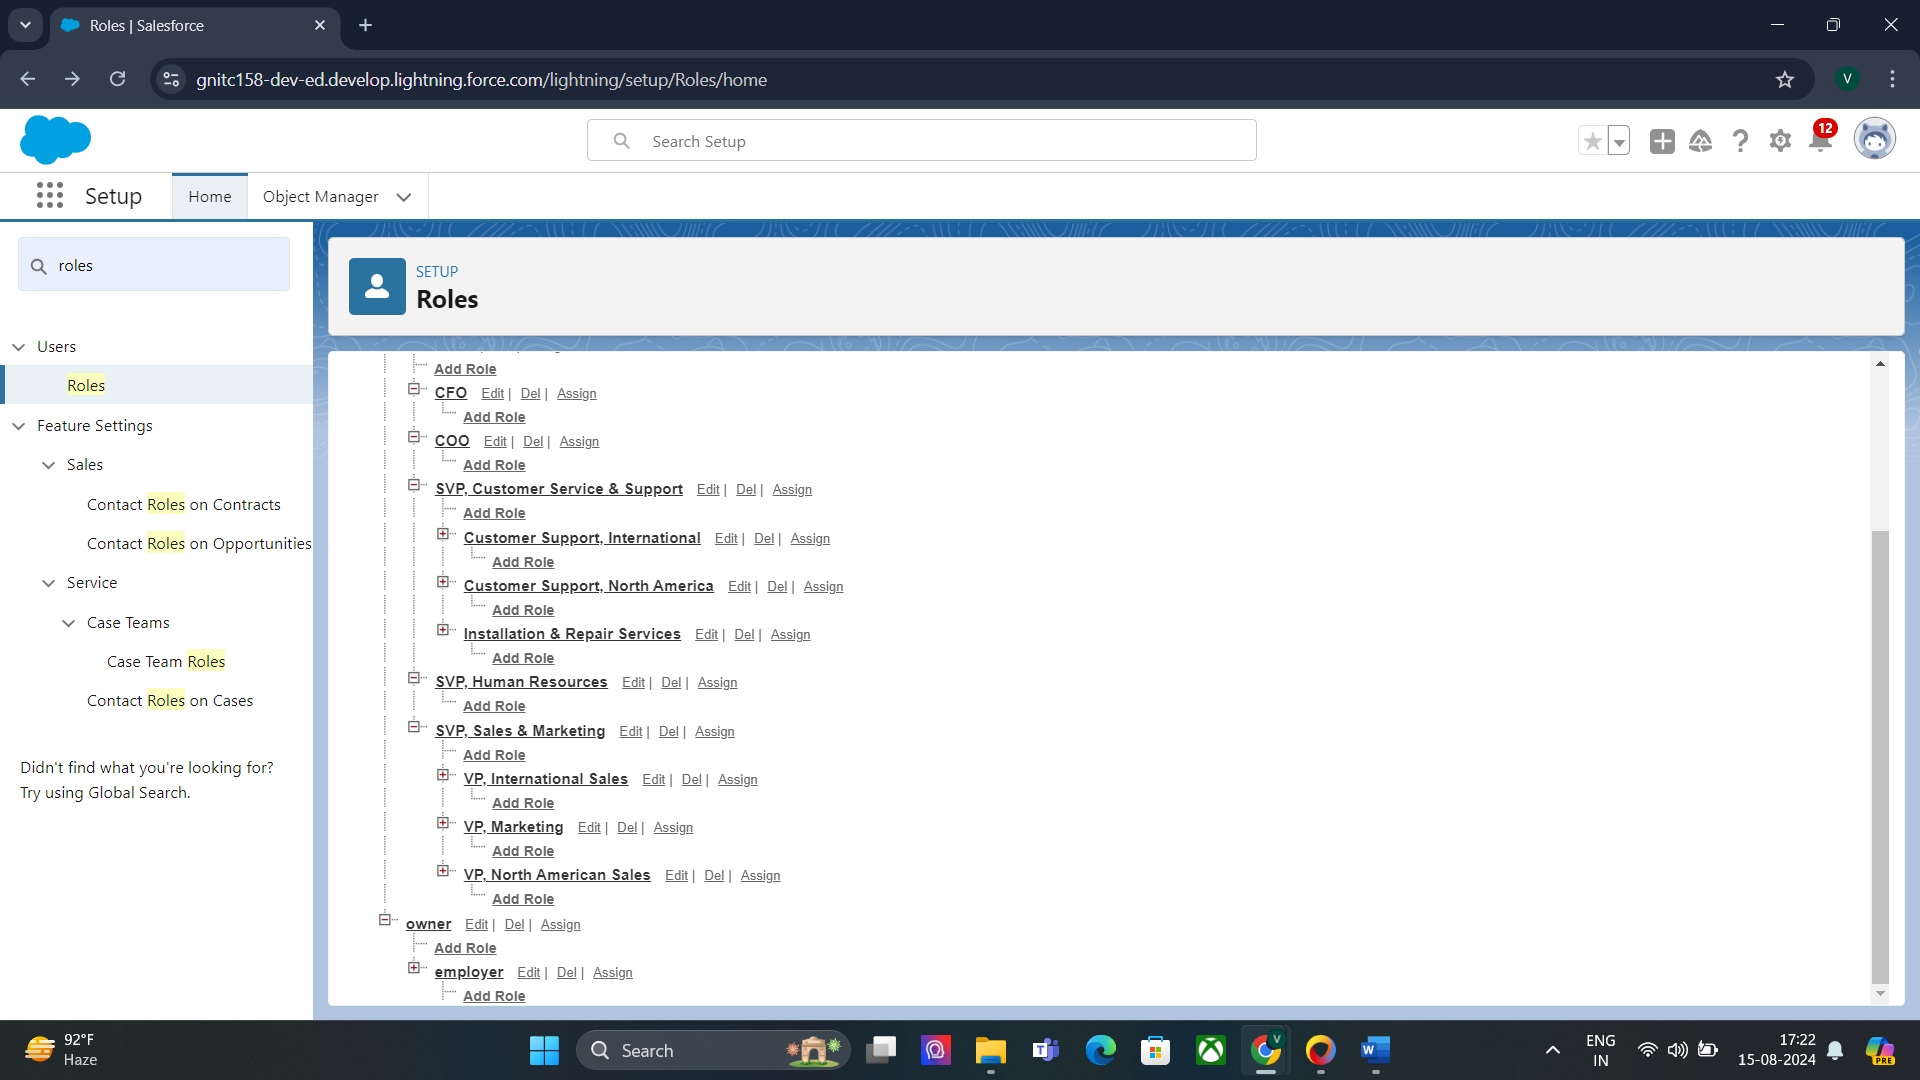 Roles | Salesforce
gnitc158-dev-ed.develop.lightning.force.com/lightning/setup/Roles/home
V
Search Setup
12
Setup
Home
Object Manager
roles
SETUP
Roles
Users
Roles
Feature Settings
Sales
Contact Roles on Contracts
Contact Roles on Opportunities
Service
Case Teams
Case Team Roles
Contact Roles on Cases
Didn't find what you're looking for?
Try using Global Search.
Add Role
CFO Edit | Del | Assign
Add Role
COO Edit | Del | Assign
Add Role
SVP, Customer Service & Support Edit | Del | Assign
Add Role
Customer Support, International Edit | Del | Assign
Add Role
Customer Support, North America Edit | Del | Assign
Add Role
Installation & Repair Services Edit | Del | Assign
Add Role
SVP, Human Resources Edit | Del | Assign
Add Role
SVP, Sales & Marketing Edit | Del | Assign
Add Role
VP, International Sales Edit | Del | Assign
Add Role
VP, Marketing Edit | Del | Assign
Add Role
VP, North American Sales Edit | Del | Assign
Add Role
owner Edit | Del | Assign
Add Role
employer Edit | Del | Assign
Add Role
92°F
Haze
Search
V
W
ENG
IN
17:22
15-08-2024
PRE